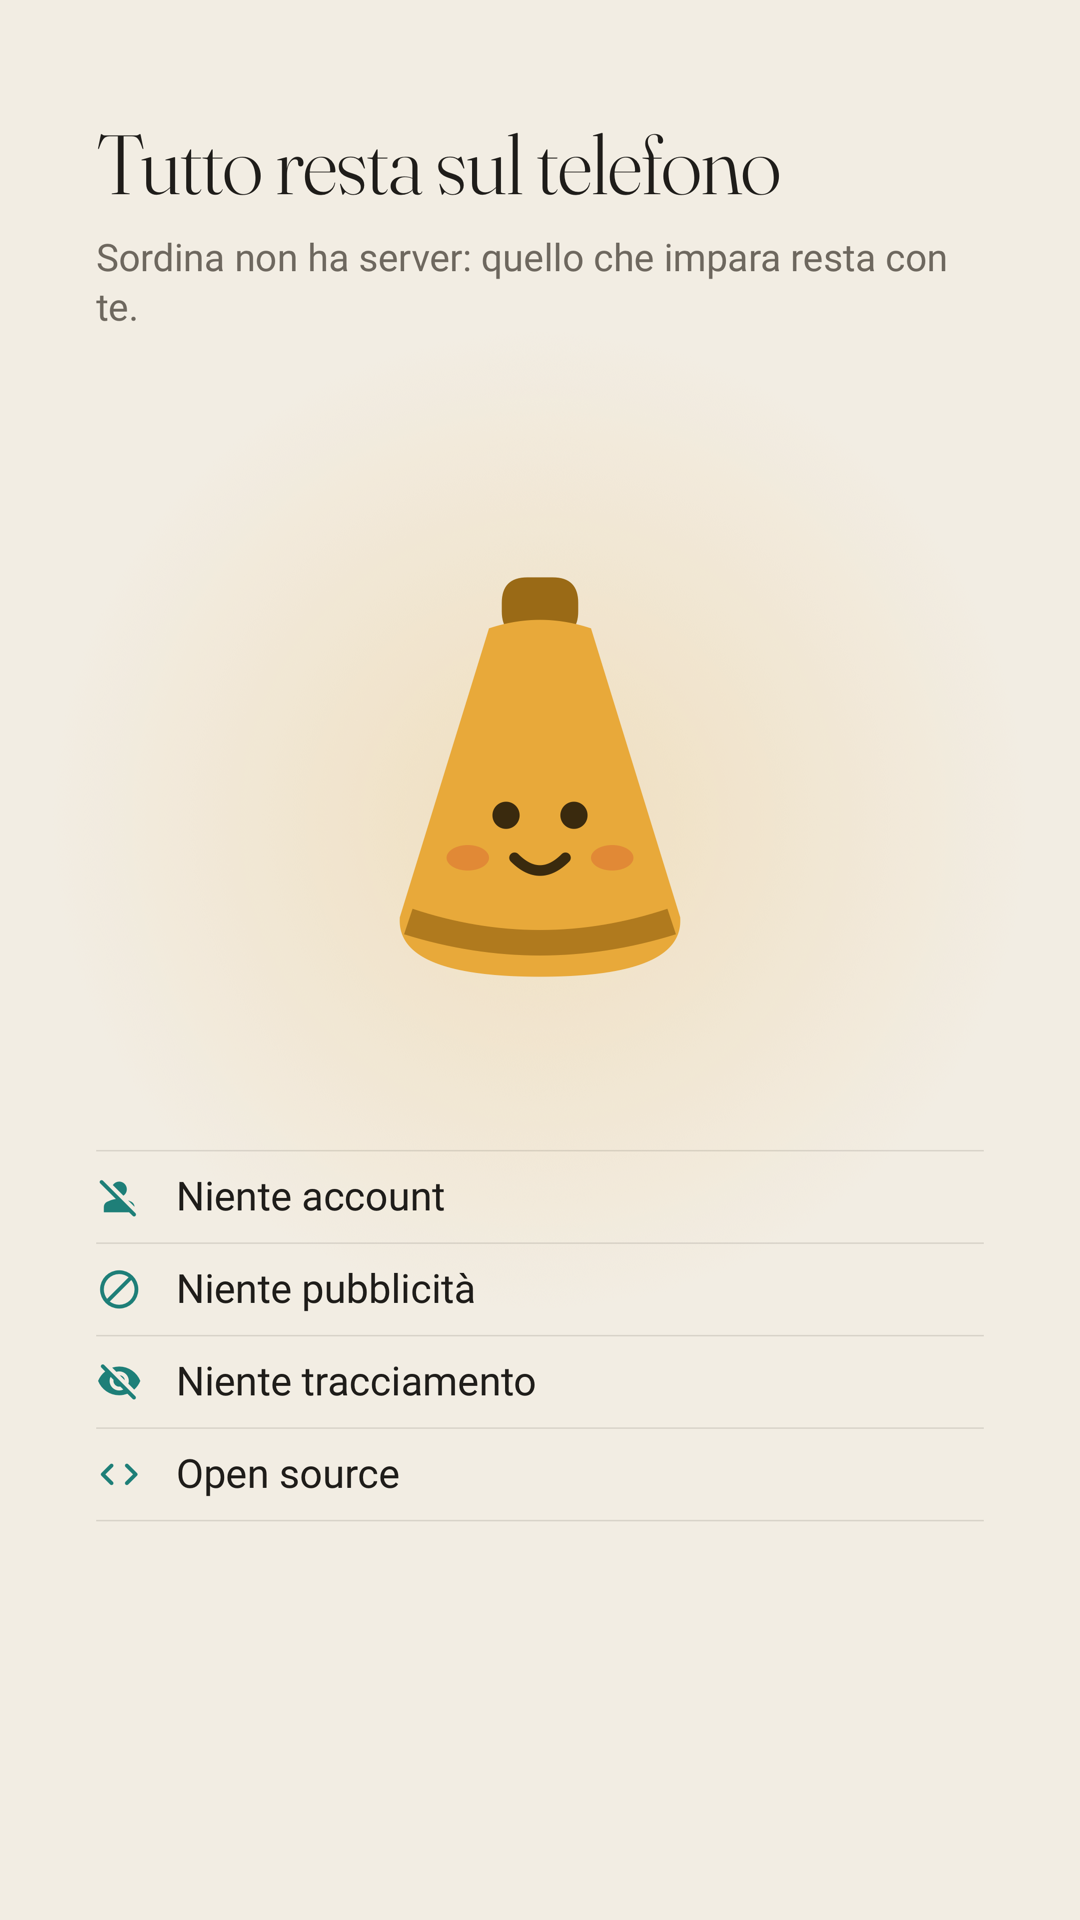 Tutto resta sul telefono
Sordina non ha server: quello che impara resta con
te.
Niente account
Niente pubblicità
Niente tracciamento
Open source